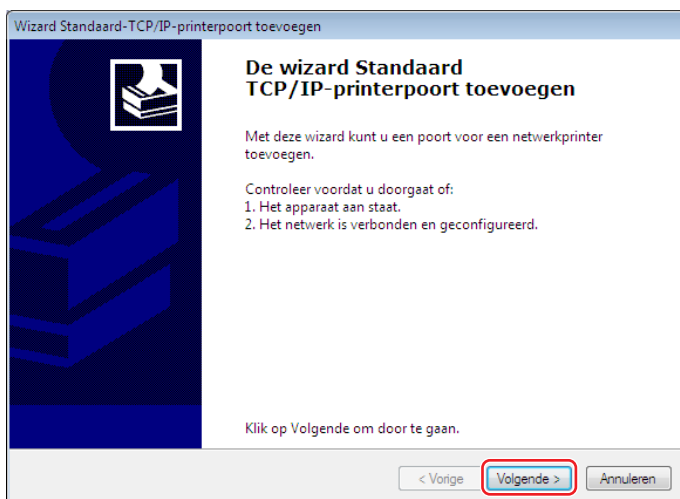 Wizard Standaard-TCP/IP-printerpoort toevoegen
De wizard Standaard
TCP/IP-printerpoort toevoegen
Met deze wizard kunt u een poort voor een netwerkprinter
toevoegen.
Controleer voordat u doorgaat of:
1. Het apparaat aan staat.
2. Het netwerk is verbonden en geconfigureerd.
Klik op Volgende om door te gaan.
< Vorige
Volgende >
Annuleren